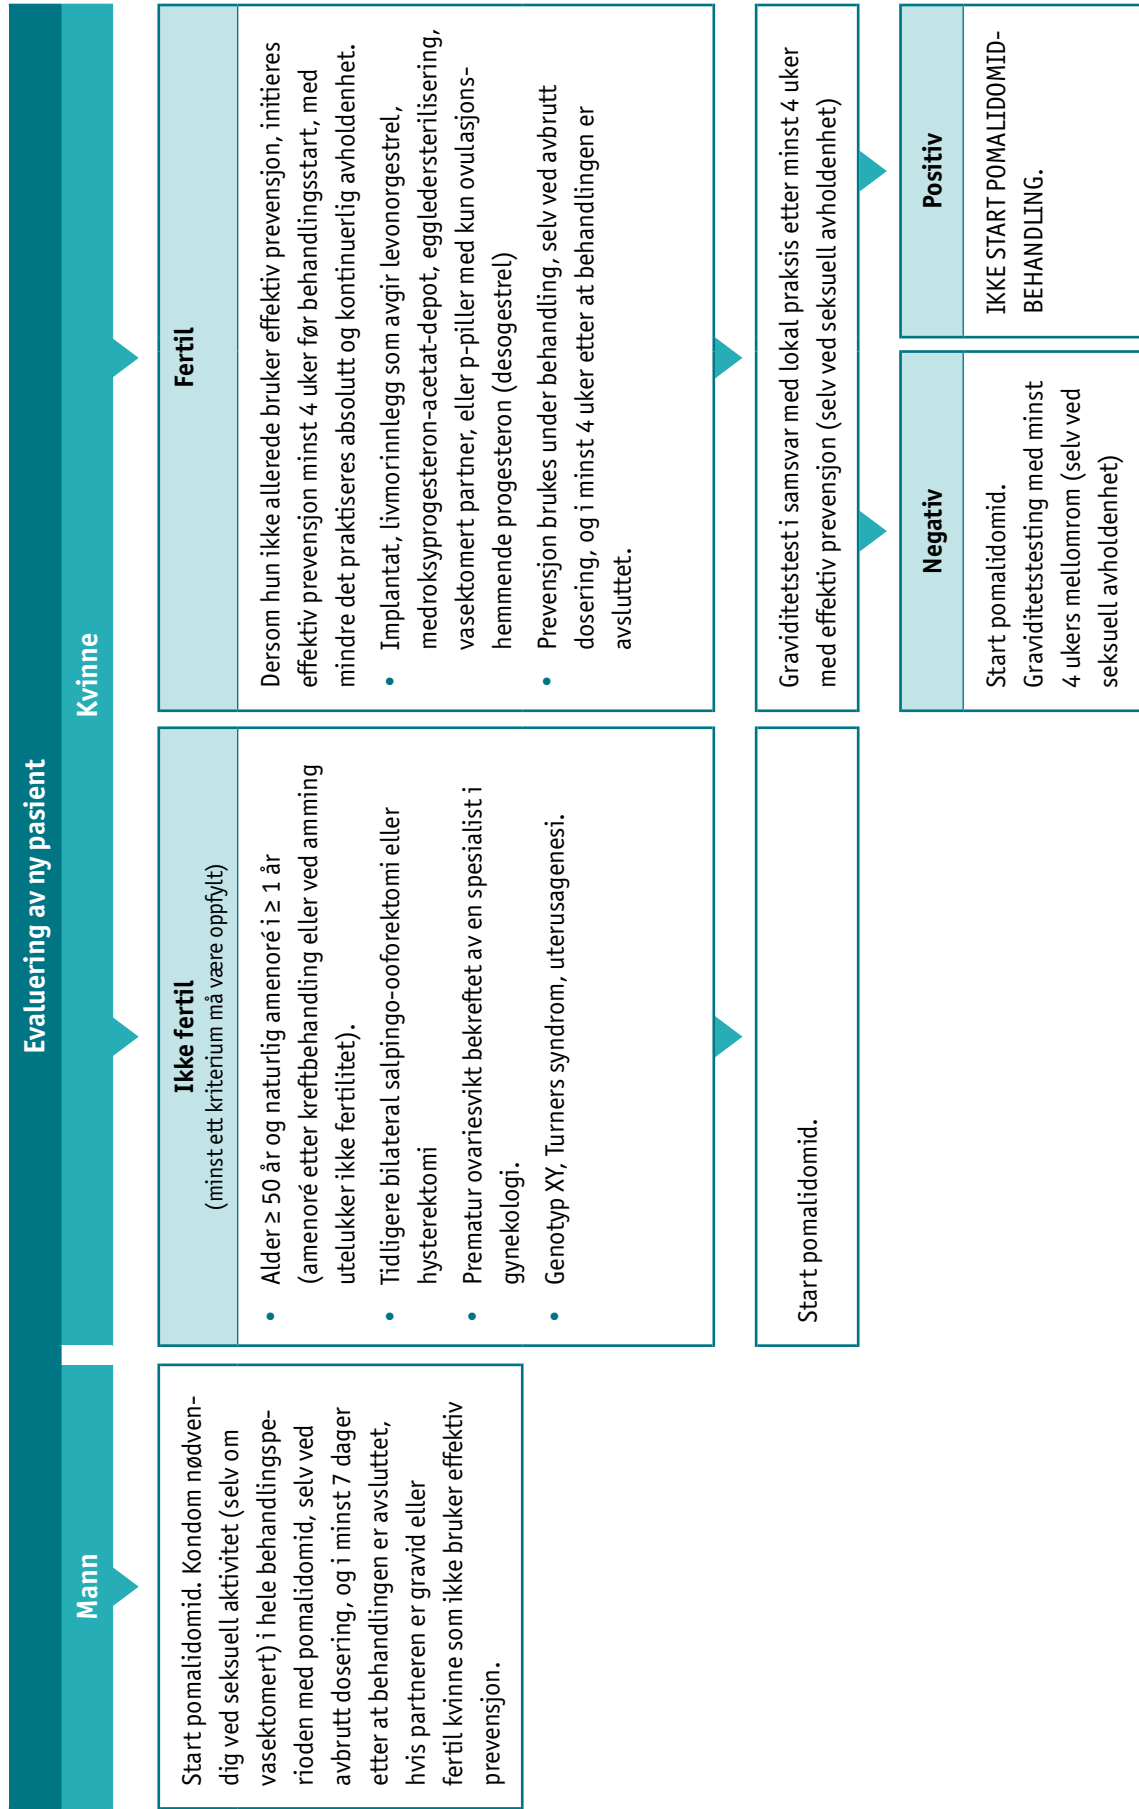 Evaluering av ny pasient
Mann
Kvinne
Start pomalidomid. Kondom nødven-
dig ved seksuell aktivitet (selv om
vasektomert) i hele behandlingspe-
rioden med pomalidomid, selv ved
avbrutt dosering, og i minst 7 dager
etter at behandlingen er avsluttet,
hvis partneren er gravid eller
fertil kvinne som ikke bruker effektiv
prevensjon.
Ikke fertil
(minst ett kriterium må være oppfylt)
• Alder ≥ 50 år og naturlig amenoré i ≥ 1 år
(amenoré etter kreftbehandling eller ved amming
utelukker ikke fertilitet).
• Tidligere bilateral salpingo-ooforektomi eller
hysterektomi
• Prematur ovariesvikt bekreftet av en spesialist i
gynekologi.
• Genotyp XY, Turners syndrom, uterusagenesi.
Start pomalidomid.
Fertil
Dersom hun ikke allerede bruker effektiv prevensjon, initieres
effektiv prevensjon minst 4 uker før behandlingsstart, med
mindre det praktiseres absolutt og kontinuerlig avholdenhet.
• Implantat, livmorinnlegg som avgir levonorgestrel,
medroksyprogesteron-acetat-depot, egglederstérilisering,
vasektomert partner, eller p-piller med kun ovulasjons-
hemmende progesteron (desogestrel)
• Prevensjon brukes under behandling, selv ved avbrutt
dosering, og i minst 4 uker etter at behandlingen er
avsluttet.
Graviditetstest i samsvar med lokal praksis etter minst 4 uker
med effektiv prevensjon (selv ved seksuell avholdenhet)
Negativ
Start pomalidomid.
Graviditetstesting med minst
4 ukers mellomrom (selv ved
seksuell avholdenhet)
Positiv
IKKE START POMALIDOMID-
BEHANDLING.